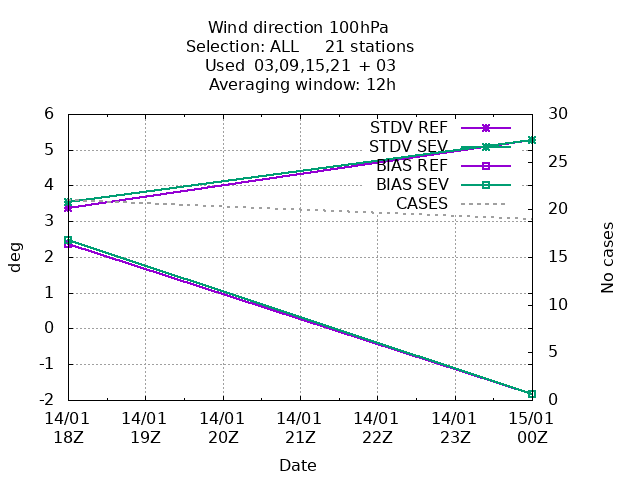 Wind direction 100hPa
Selection: ALL 21 stations
Used 03,09,15,21 + 03
Averaging window: 12h
6 30
STDV REF
5 STDV SEV 25
BIAS REF
4 BIAS SEV
CASES 20
3
deg
2 15 No cases
1
10
0
-1 5
-2 0
14/01 14/01 14/01 14/01 14/01 14/01 15/01
18Z 19Z 20Z 21Z 22Z 23Z 00Z
Date